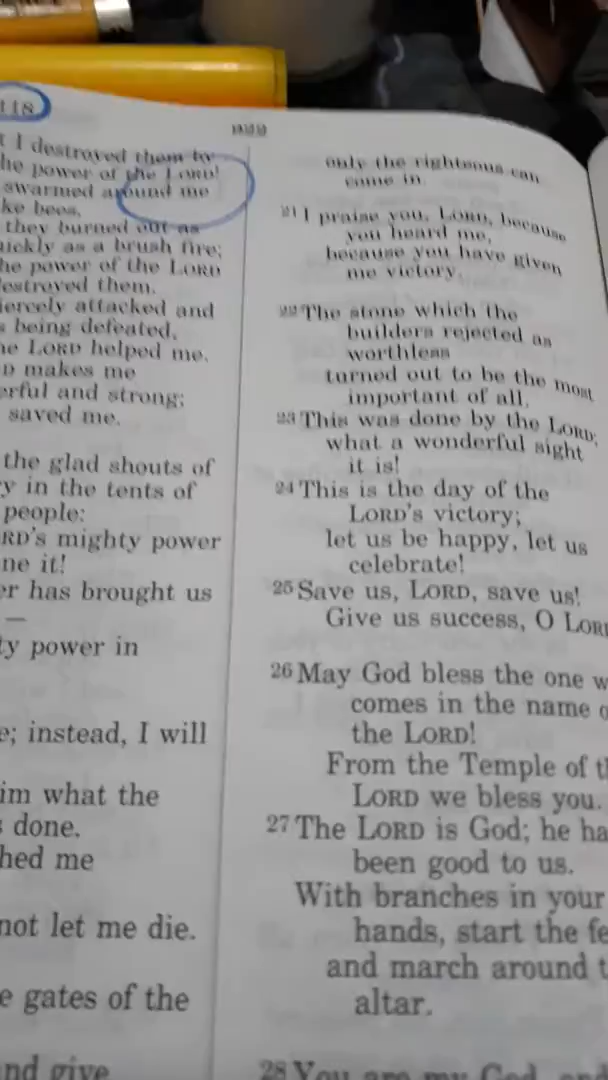 118
I destroyed them by
he power of the LORD!
swarmed around me
ke bees,
they burned out as
uickly as a brush fire;
he power of the LORD
destroyed them.
iercely attacked and
s being defeated,
he LORD helped me.
D makes me
erful and strong;
saved me.
the glad shouts of
y in the tents of
people:
RD'S mighty power
ne it!
er has brought us
—
ty power in
e; instead, I will
im what the
s done.
hed me
not let me die.
e gates of the
nd give
only the righteous can
come in.
21 I praise you, LORD, because
you heard me,
because you have given
me victory.
22 The stone which the
builders rejected as
worthless
turned out to be the most
important of all.
23 This was done by the LORD;
what a wonderful sight
it is!
24 This is the day of the
LORD'S victory;
let us be happy, let us
celebrate!
25 Save us, LORD, save us!
Give us success, O LORD
26 May God bless the one w
comes in the name o
the LORD!
From the Temple of th
LORD we bless you.
27 The LORD is God; he ha
been good to us.
With branches in your
hands, start the fe
and march around t
altar.
28 You are my God, and